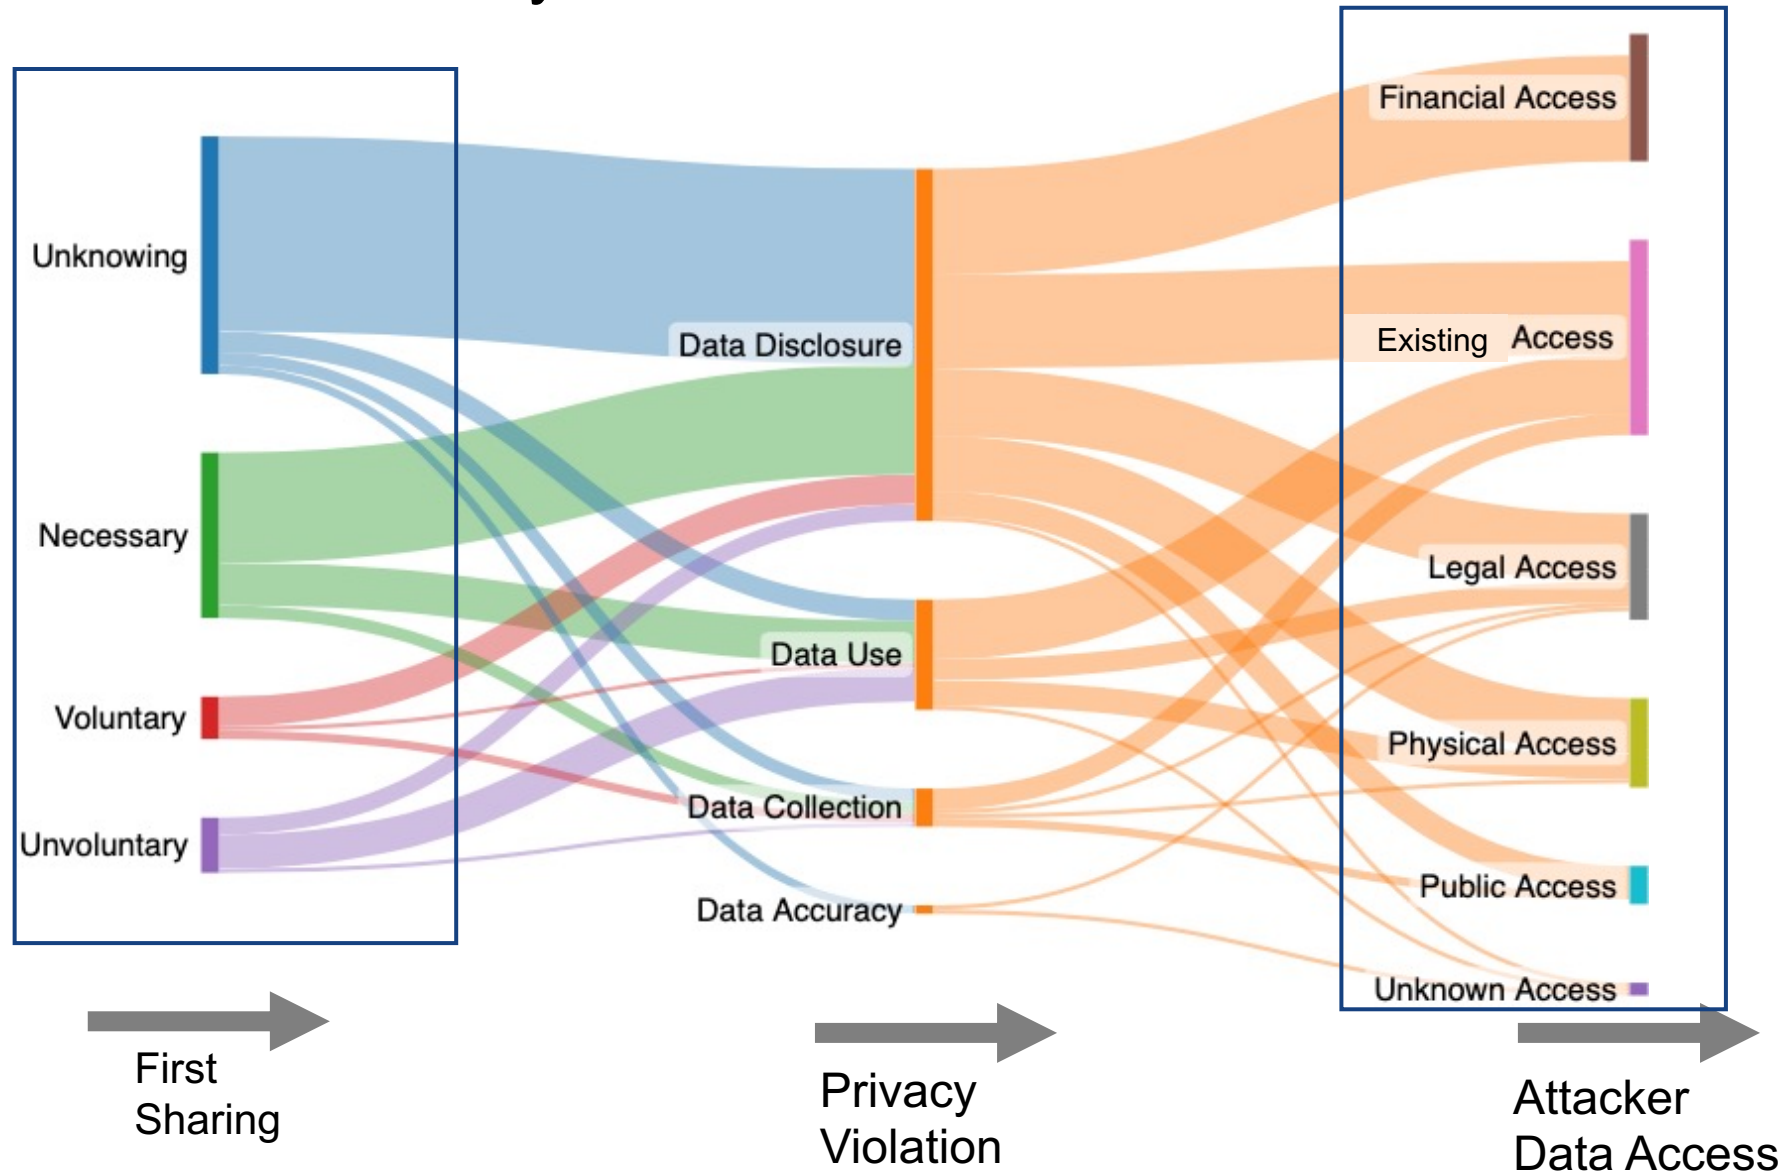 Unknowing
Necessary
Voluntary
Unvoluntary
Data Disclosure
Data Use
Data Collection
Data Accuracy
Financial Access
Existing Access
Legal Access
Physical Access
Public Access
Unknown Access
First
Sharing
Privacy
Violation
Attacker
Data Access